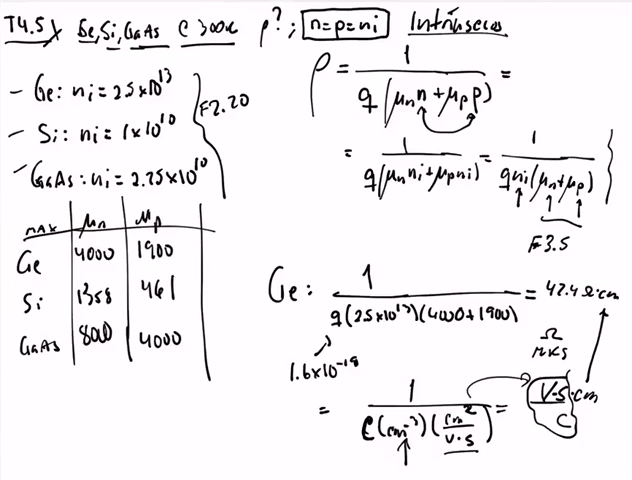 T4.5) Ge, Si, GaAs @ 300K ρ?; n=p=ni Intrínsecos
- Ge: ni = 2.5×10^13
- Si: ni = 1×10^10
- GaAs: ni = 2.25×10^10
F2.20
ρ = 1 / q(μn n + μp p) =
= 1 / q(μn ni + μp ni) = 1 / q ni (μn + μp)
F3.5
max μn μp
Ge 4000 1900
Si 1358 461
GaAs 8000 4000
Ge: 1 / q(2.5×10^13)(4000+1900) = 42.4 Ω·cm
1.6×10^-19
Ω
MKS
= 1 / C(cm^-3)(cm^2 / V·s) = V·s·cm / C